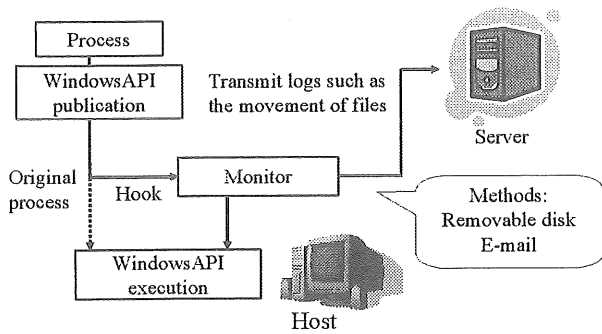 Process
WindowsAPI
publication
Transmit logs such as
the movement of files
Server
Original
process
Hook
Monitor
Methods:
Removable disk
E-mail
WindowsAPI
execution
Host